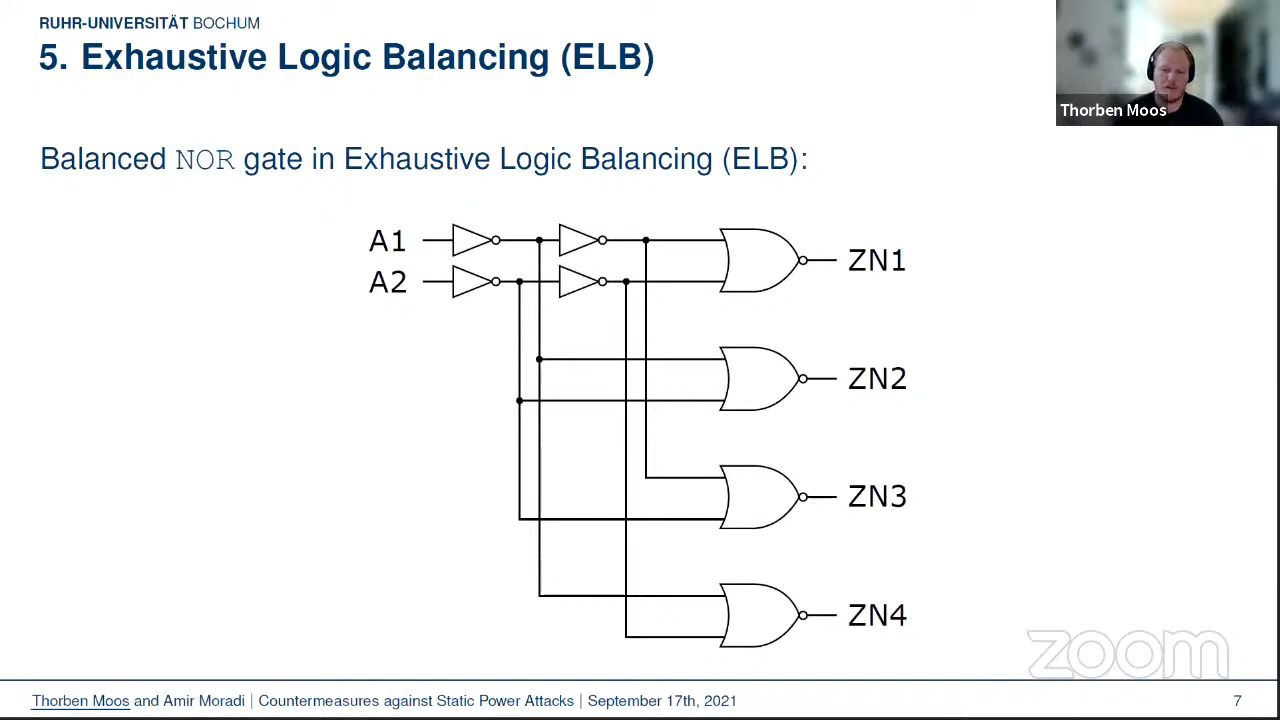 RUHR-UNIVERSITÄT BOCHUM
5. Exhaustive Logic Balancing (ELB)
Thorben Moos
Balanced NOR gate in Exhaustive Logic Balancing (ELB):
A1
ZN1
A2
ZN2
ZN3
ZN4
zoom
Thorben Moos and Amir Moradi | Countermeasures against Static Power Attacks | September 17th, 2021
7